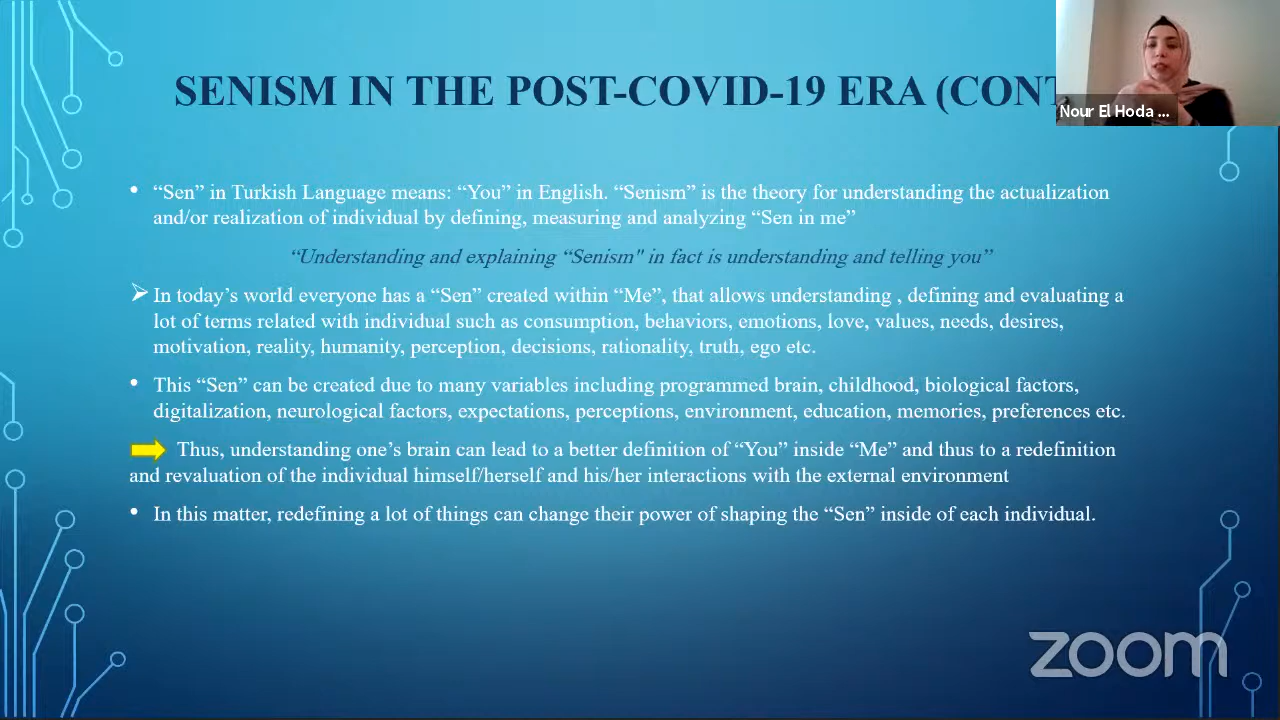 SENISM IN THE POST-COVID-19 ERA (CONT
Nour El Hoda ...
• “Sen” in Turkish Language means: “You” in English. “Senism” is the theory for understanding the actualization
and/or realization of individual by defining, measuring and analyzing “Sen in me”
“Understanding and explaining “Senism" in fact is understanding and telling you”
➢ In today’s world everyone has a “Sen” created within “Me”, that allows understanding , defining and evaluating a
lot of terms related with individual such as consumption, behaviors, emotions, love, values, needs, desires,
motivation, reality, humanity, perception, decisions, rationality, truth, ego etc.
• This “Sen” can be created due to many variables including programmed brain, childhood, biological factors,
digitalization, neurological factors, expectations, perceptions, environment, education, memories, preferences etc.
Thus, understanding one’s brain can lead to a better definition of “You” inside “Me” and thus to a redefinition
and revaluation of the individual himself/herself and his/her interactions with the external environment
• In this matter, redefining a lot of things can change their power of shaping the “Sen” inside of each individual.
zoom